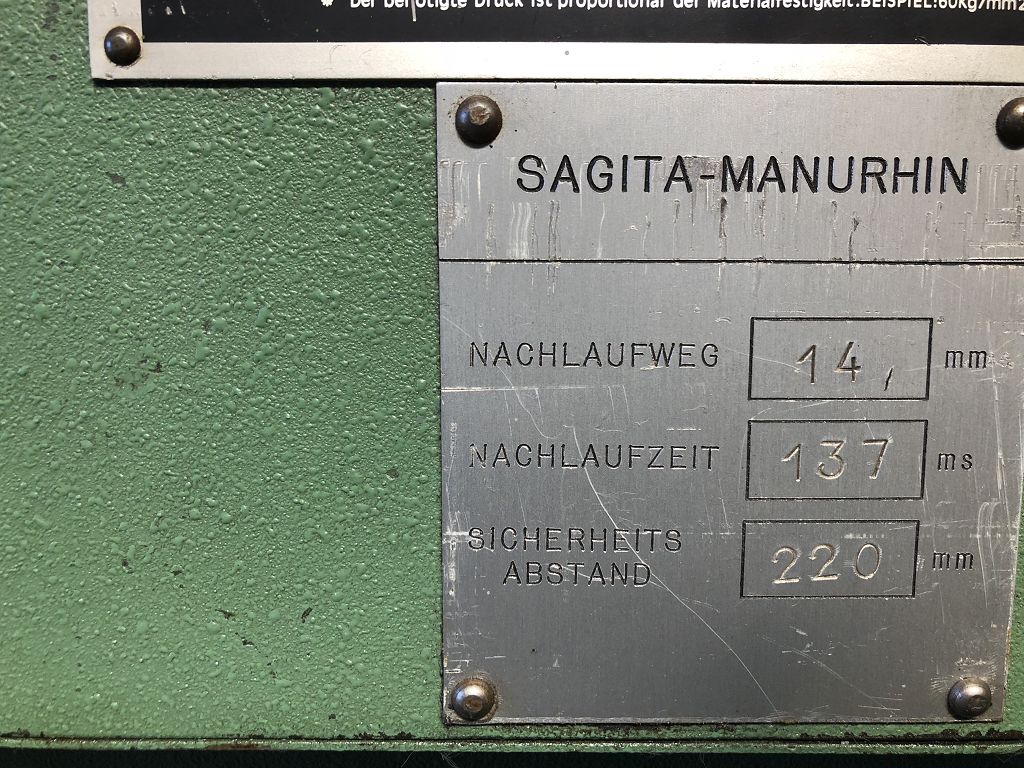 * Der benötigte Druck ist proportional der Materialfestigkeit.BEISPIEL:60Kg/mm2
SAGITA-MANURHIN
NACHLAUFWEG 14, mm
NACHLAUFZEIT 137 ms
SICHERHEITS
ABSTAND 220 mm